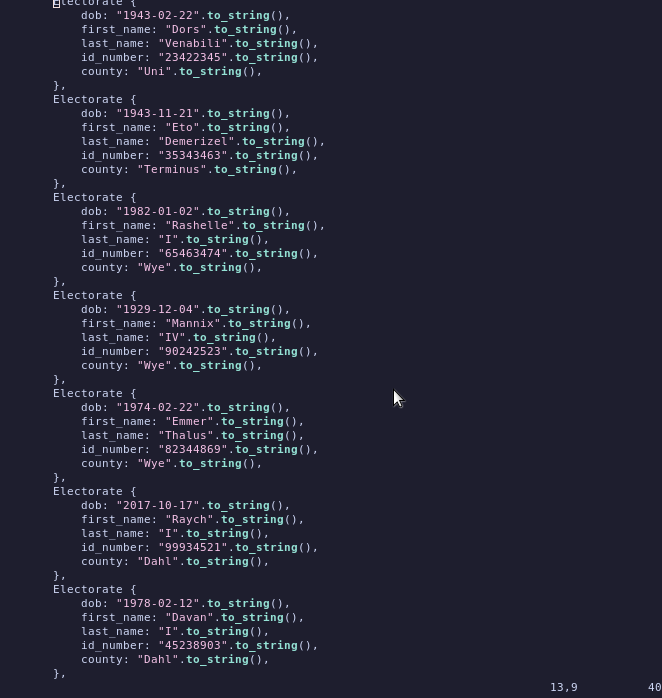 Electorate {
dob: "1943-02-22".to_string(),
first_name: "Dors".to_string(),
last_name: "Venabili".to_string(),
id_number: "23422345".to_string(),
county: "Uni".to_string(),
},
Electorate {
dob: "1943-11-21".to_string(),
first_name: "Eto".to_string(),
last_name: "Demerizel".to_string(),
id_number: "35343463".to_string(),
county: "Terminus".to_string(),
},
Electorate {
dob: "1982-01-02".to_string(),
first_name: "Rashelle".to_string(),
last_name: "I".to_string(),
id_number: "65463474".to_string(),
county: "Wye".to_string(),
},
Electorate {
dob: "1929-12-04".to_string(),
first_name: "Mannix".to_string(),
last_name: "IV".to_string(),
id_number: "90242523".to_string(),
county: "Wye".to_string(),
},
Electorate {
dob: "1974-02-22".to_string(),
first_name: "Emmer".to_string(),
last_name: "Thalus".to_string(),
id_number: "82344869".to_string(),
county: "Wye".to_string(),
},
Electorate {
dob: "2017-10-17".to_string(),
first_name: "Raych".to_string(),
last_name: "I".to_string(),
id_number: "99934521".to_string(),
county: "Dahl".to_string(),
},
Electorate {
dob: "1978-02-12".to_string(),
first_name: "Davan".to_string(),
last_name: "I".to_string(),
id_number: "45238903".to_string(),
county: "Dahl".to_string(),
},
13,9 40